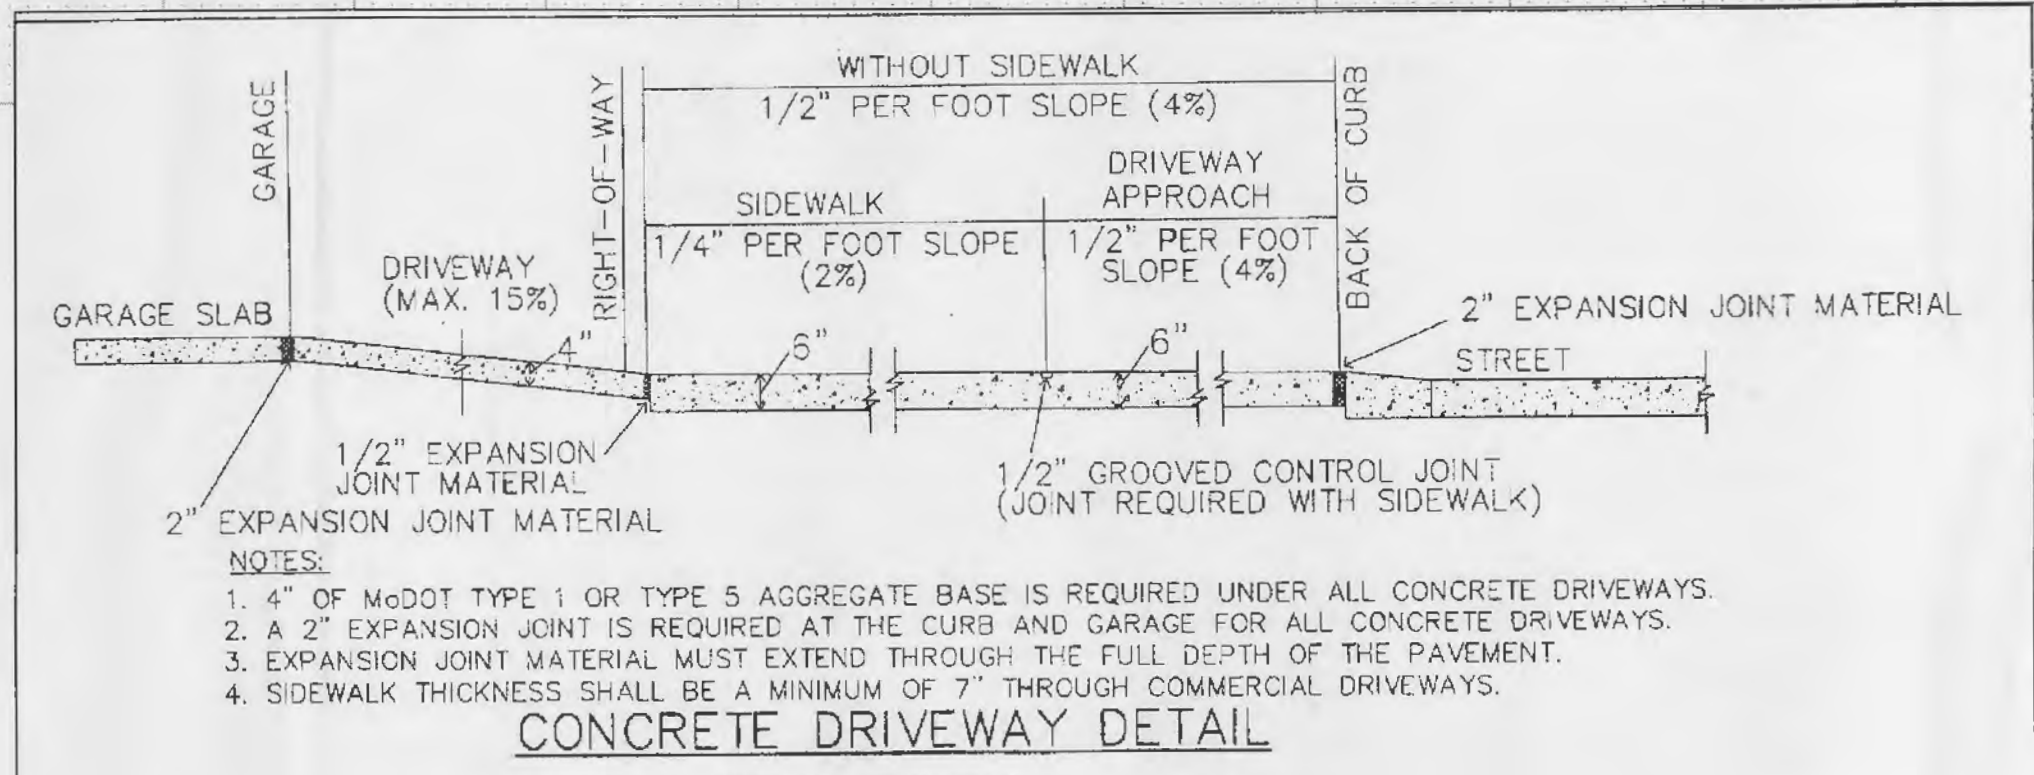 WITHOUT SIDEWALK
1/2" PER FOOT SLOPE (4%)
GARAGE
RIGHT-OF-WAY
BACK OF CURB
DRIVEWAY
APPROACH
SIDEWALK
1/4" PER FOOT SLOPE
(2%)
1/2" PER FOOT
SLOPE (4%)
DRIVEWAY
(MAX. 15%)
GARAGE SLAB
4"
6"
6"
2" EXPANSION JOINT MATERIAL
STREET
1/2" EXPANSION
JOINT MATERIAL
2" EXPANSION JOINT MATERIAL
1/2" GROOVED CONTROL JOINT
(JOINT REQUIRED WITH SIDEWALK)
NOTES:
1. 4" OF MoDOT TYPE 1 OR TYPE 5 AGGREGATE BASE IS REQUIRED UNDER ALL CONCRETE DRIVEWAYS.
2. A 2" EXPANSION JOINT IS REQUIRED AT THE CURB AND GARAGE FOR ALL CONCRETE DRIVEWAYS.
3. EXPANSION JOINT MATERIAL MUST EXTEND THROUGH THE FULL DEPTH OF THE PAVEMENT.
4. SIDEWALK THICKNESS SHALL BE A MINIMUM OF 7" THROUGH COMMERCIAL DRIVEWAYS.
CONCRETE DRIVEWAY DETAIL